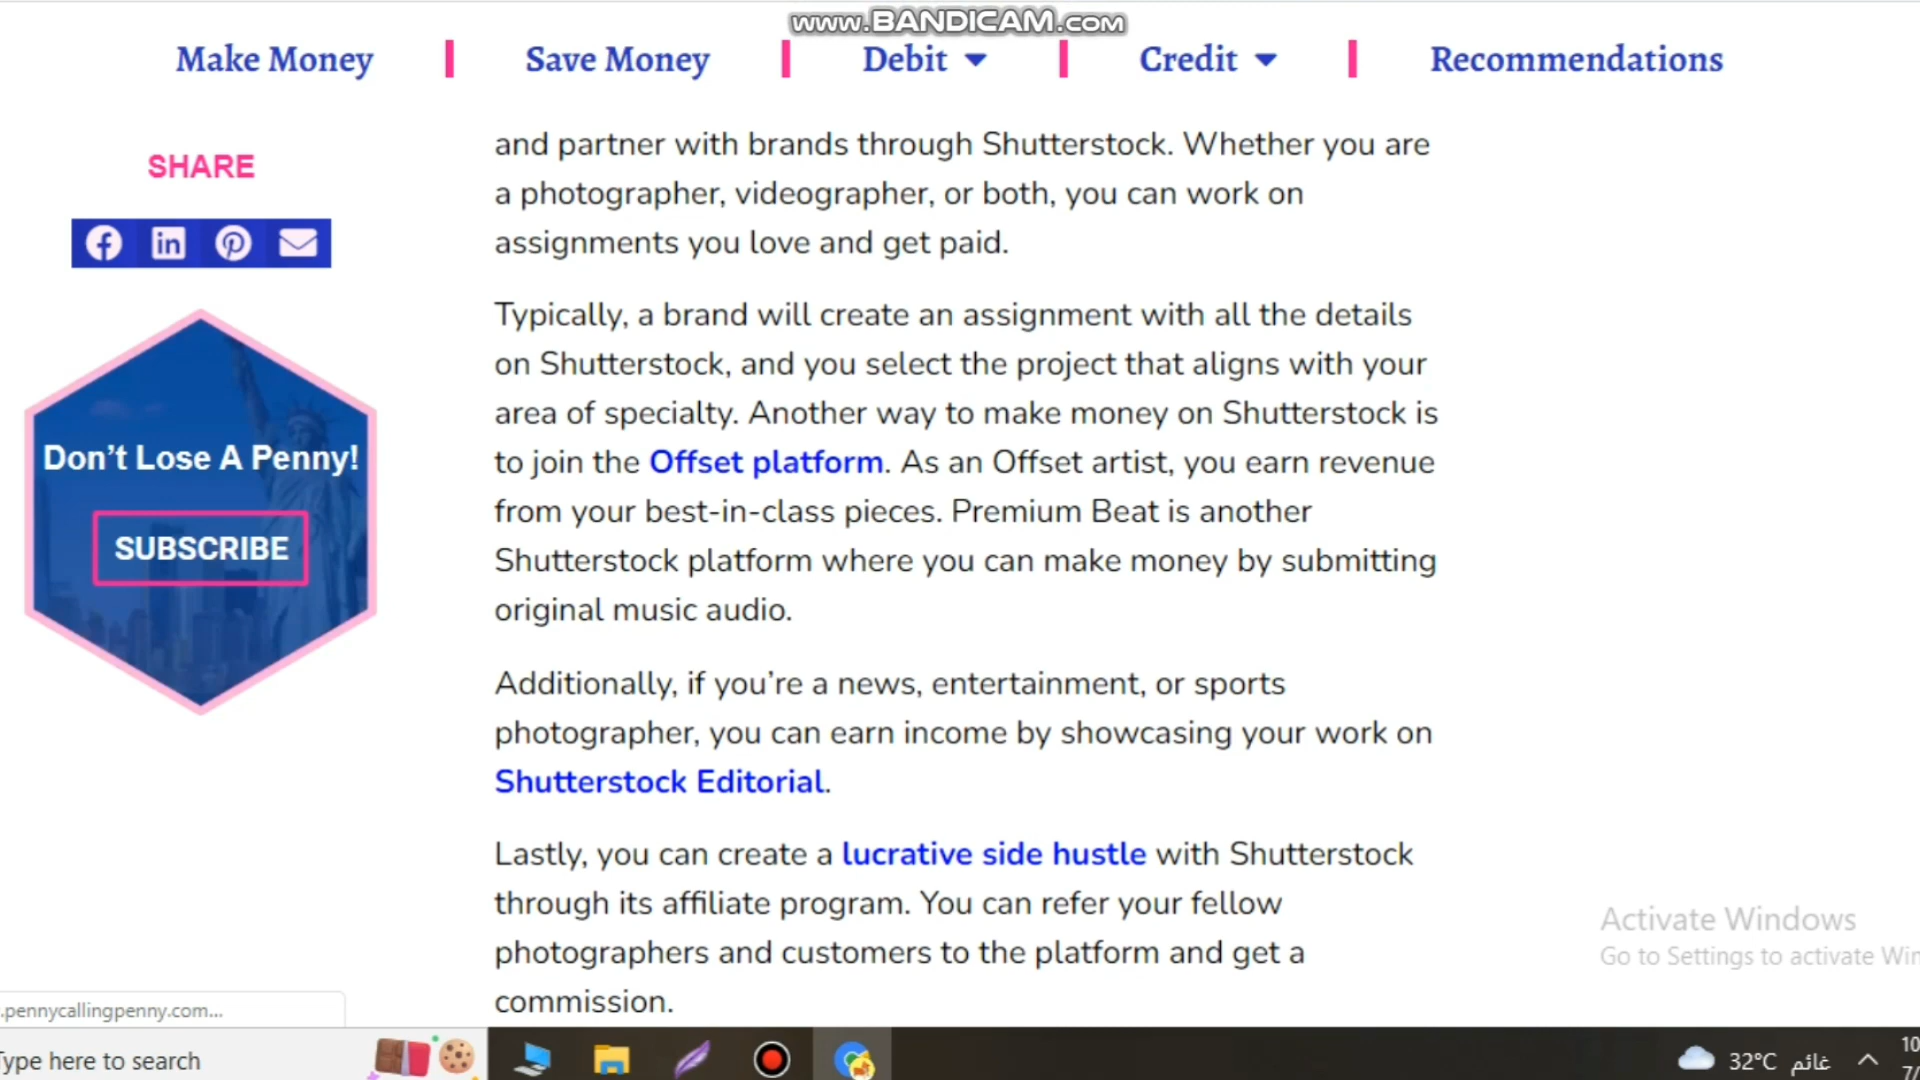 www.BANDICAM.com
Make Money
Save Money
Debit
Credit
Recommendations
SHARE
Don’t Lose A Penny!
SUBSCRIBE
and partner with brands through Shutterstock. Whether you are
a photographer, videographer, or both, you can work on
assignments you love and get paid.
Typically, a brand will create an assignment with all the details
on Shutterstock, and you select the project that aligns with your
area of specialty. Another way to make money on Shutterstock is
to join the Offset platform. As an Offset artist, you earn revenue
from your best-in-class pieces. Premium Beat is another
Shutterstock platform where you can make money by submitting
original music audio.
Additionally, if you’re a news, entertainment, or sports
photographer, you can earn income by showcasing your work on
Shutterstock Editorial.
Lastly, you can create a lucrative side hustle with Shutterstock
through its affiliate program. You can refer your fellow
photographers and customers to the platform and get a
commission.
Activate Windows
Go to Settings to activate Win
.pennycallingpenny.com...
Type here to search
32°C غائم
10
7/